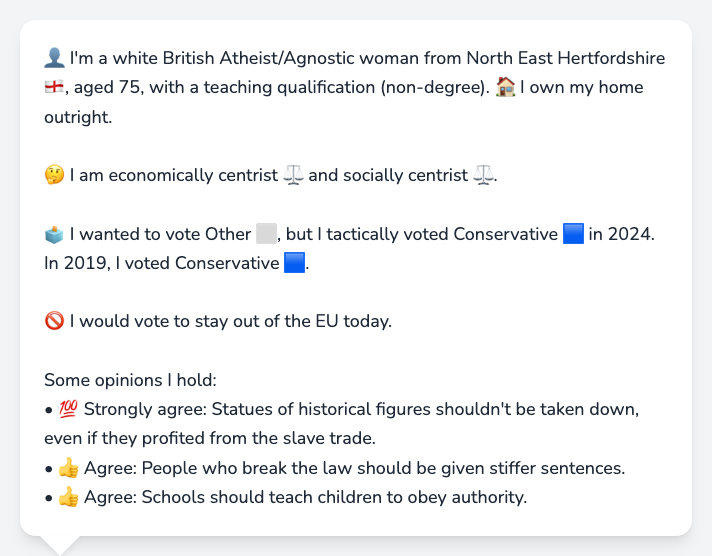 👤 I'm a white British Atheist/Agnostic woman from North East Hertfordshire
🏴󠁧󠁢󠁥󠁮󠁧󠁿, aged 75, with a teaching qualification (non-degree). 🏠 I own my home
outright.
🤔 I am economically centrist ⚖️ and socially centrist ⚖️.
🗳️ I wanted to vote Other ⬜, but I tactically voted Conservative 🟦 in 2024.
In 2019, I voted Conservative 🟦.
🚫 I would vote to stay out of the EU today.
Some opinions I hold:
• 💯 Strongly agree: Statues of historical figures shouldn't be taken down,
even if they profited from the slave trade.
• 👍 Agree: People who break the law should be given stiffer sentences.
• 👍 Agree: Schools should teach children to obey authority.